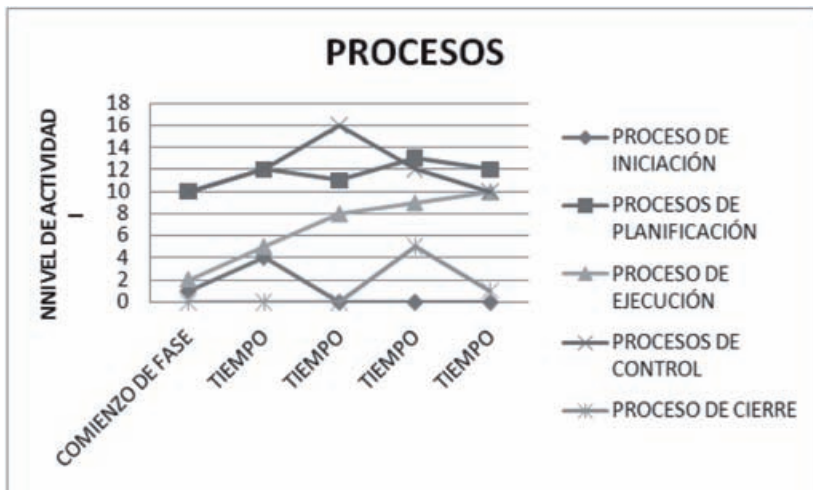 PROCESOS
NNIVEL DE ACTIVIDAD
I
18
16
14
12
10
8
6
4
2
0
COMIENZO DE FASE
TIEMPO
TIEMPO
TIEMPO
TIEMPO
PROCESO DE
INICIACIÓN
PROCESOS DE
PLANIFICACIÓN
PROCESO DE
EJECUCIÓN
PROCESOS DE
CONTROL
PROCESO DE CIERRE